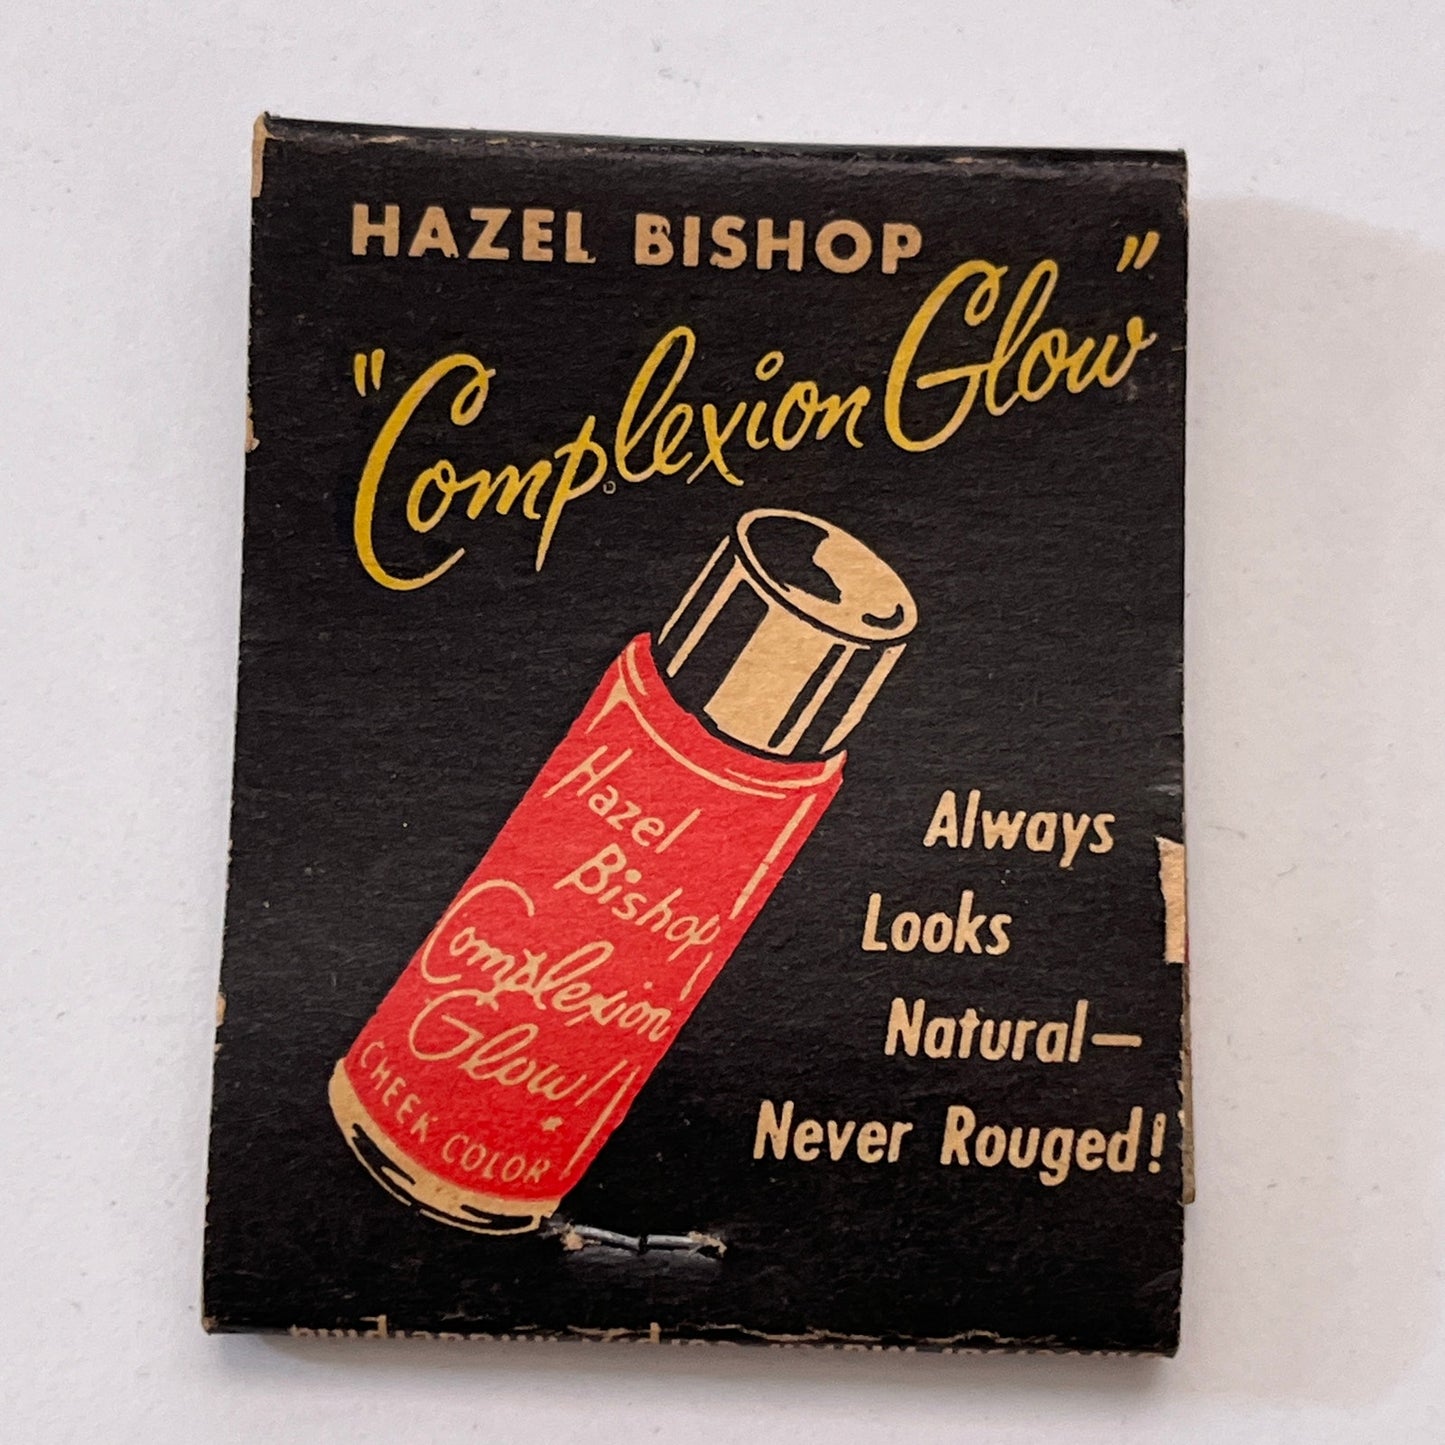 HAZEL BISHOP
"Complexion Glow"
Hazel
Bishop
Complexion
Glow!
CHEEK COLOR
Always
Looks
Natural—
Never Rouged!